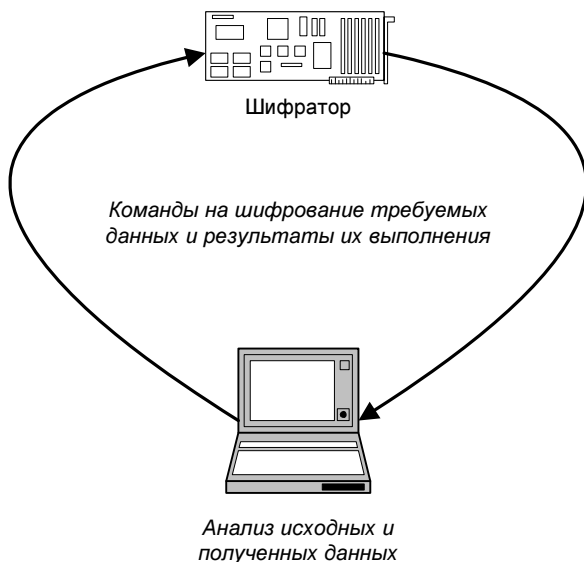 Шифратор
Команды на шифрование требуемых
данных и результаты их выполнения
Анализ исходных и
полученных данных